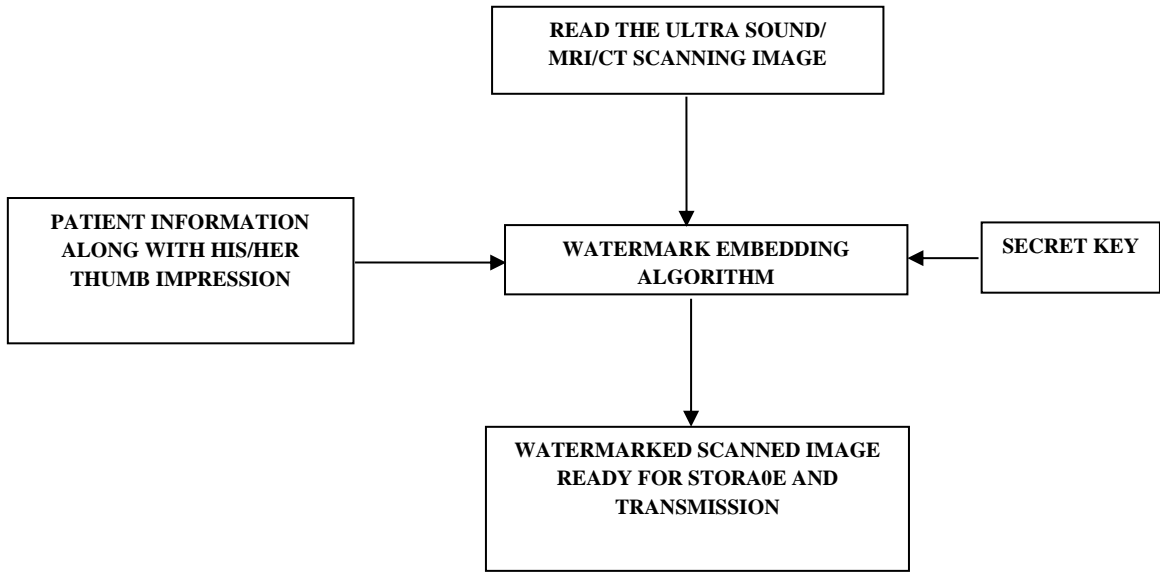 READ THE ULTRA SOUND/
MRI/CT SCANNING IMAGE
PATIENT INFORMATION
ALONG WITH HIS/HER
THUMB IMPRESSION
WATERMARK EMBEDDING
ALGORITHM
SECRET KEY
WATERMARKED SCANNED IMAGE
READY FOR STORA0E AND
TRANSMISSION